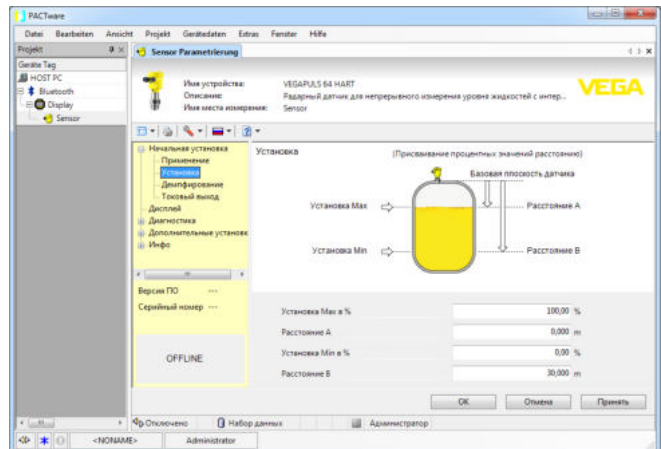 PACTware
Datei Bearbeiten Ansicht Projekt Gerätedaten Extras Fenster Hilfe
Projekt
Sensor Parametrierung
Geräte Tag
HOST PC
Bluetooth
Display
Sensor
Имя устройства: VEGAPULS 64 HART
Описание: Радарный датчик для непрерывного измерения уровня жидкостей с интер...
Имя места измерения: Sensor
VEGA
Начальная установка
Применение
Установка
Демпфирование
Токовый выход
Дисплей
Диагностика
Дополнительные установк
Инфо
Версия ПО ---
Серийный номер ---
OFFLINE
Установка
(Присваивание процентных значений расстоянию)
Базовая плоскость датчика
Установка Max
Расстояние A
Установка Min
Расстояние B
Установка Max в % 100,00 %
Расстояние A 0,000 m
Установка Min в % 0,00 %
Расстояние B 30,000 m
OK Отмена Принять
Отключено Набор данных Администратор
<NONAME> Administrator